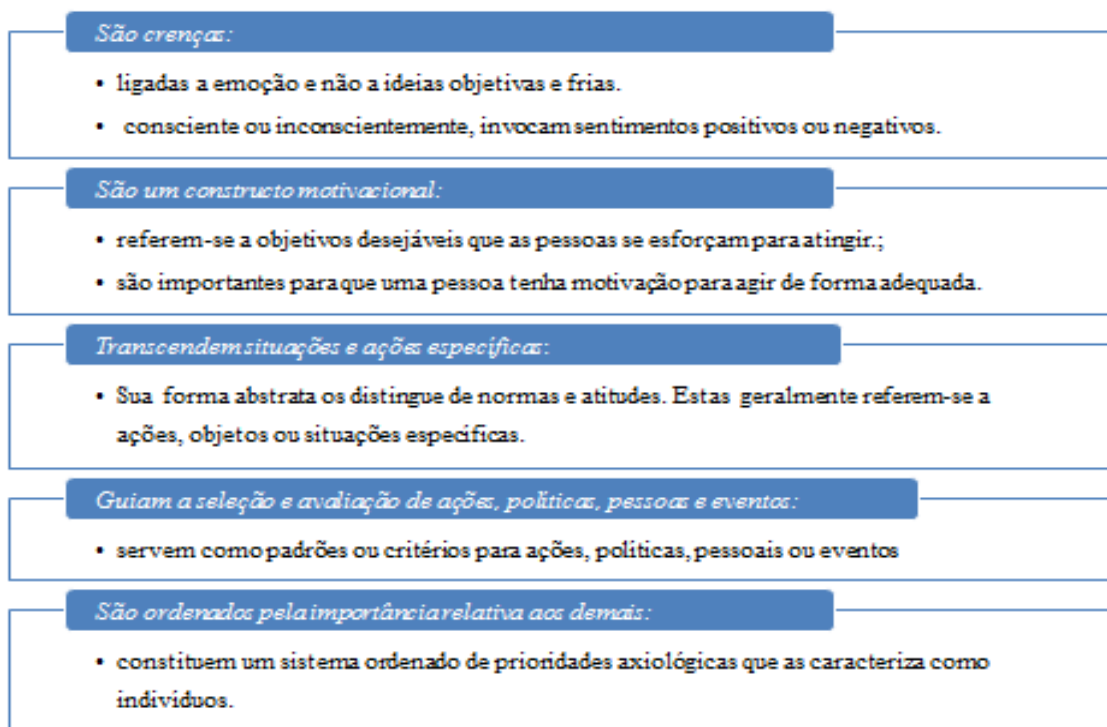 São crenças:
• ligadas a emoção e não a ideias objetivas e frias.
• consciente ou inconscientemente, invocam sentimentos positivos ou negativos.
São um constructo motivacional:
• referem-se a objetivos desejáveis que as pessoas se esforçam para atingir.;
• são importantes para que uma pessoa tenha motivação para agir de forma adequada.
Transcendem situações e ações específicas:
• Sua forma abstrata os distingue de normas e atitudes. Estas geralmente referem-se a
ações, objetos ou situações específicas.
Guiam a seleção e avaliação de ações, políticas, pessoas e eventos:
• servem como padrões ou critérios para ações, políticas, pessoais ou eventos
São ordenados pela importância relativa aos demais:
• constituem um sistema ordenado de prioridades axiológicas que as caracteriza como
indivíduos.